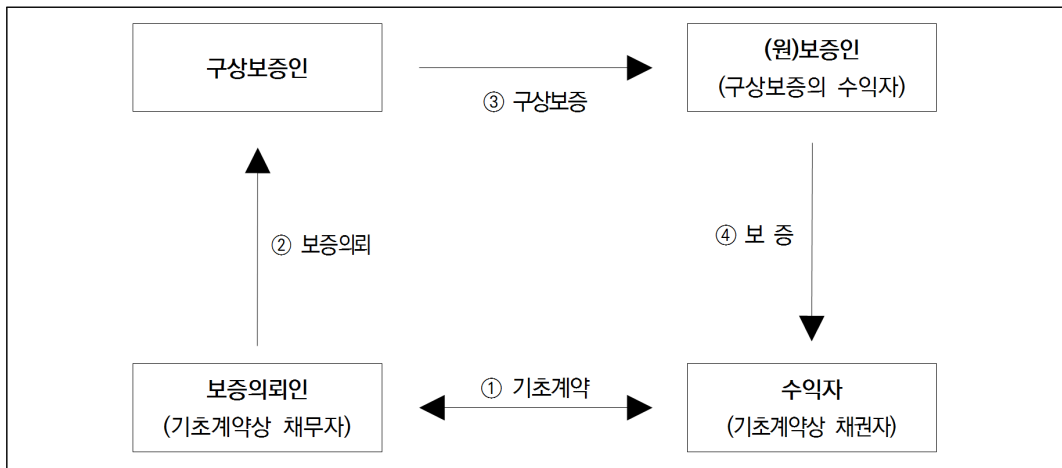 구상보증인
(원)보증인
(구상보증의 수익자)
③ 구상보증
② 보증의뢰
④ 보 증
보증의뢰인
(기초계약상 채무자)
① 기초계약
수익자
(기초계약상 채권자)